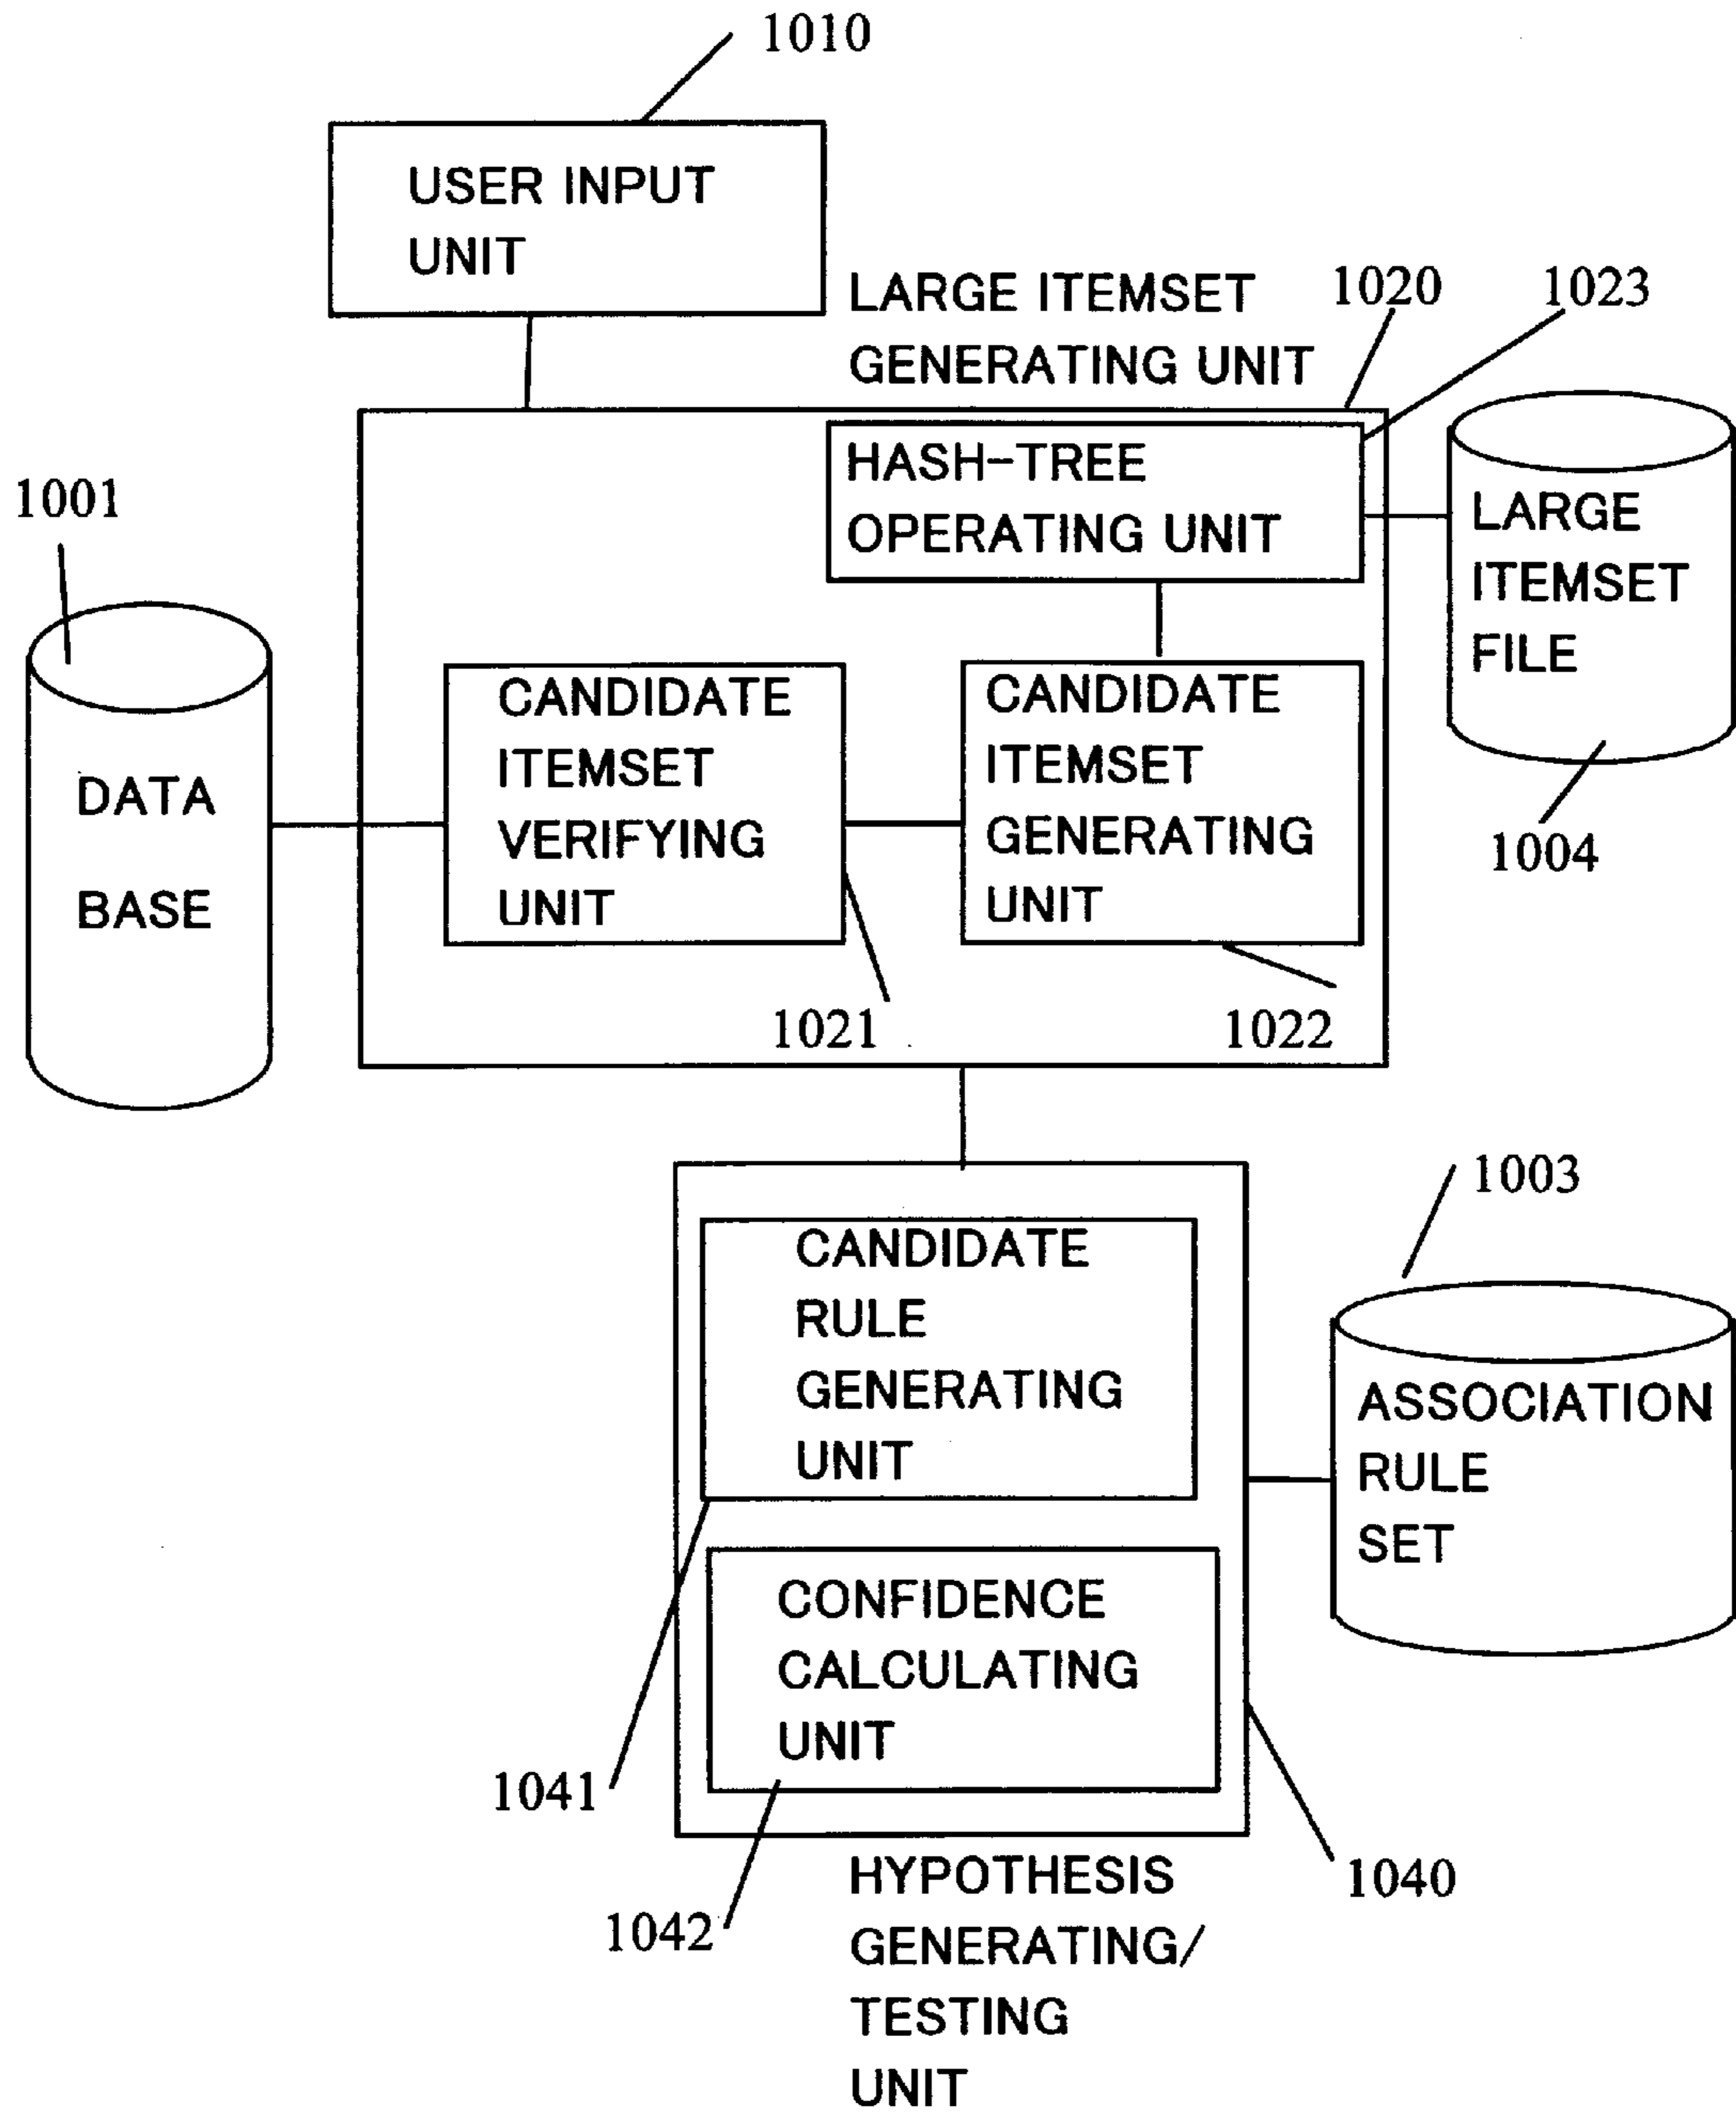 1010
USER INPUT
UNIT
LARGE ITEMSET
GENERATING UNIT
1020
1023
HASH-TREE
OPERATING UNIT
1001
DATA
BASE
LARGE
ITEMSET
FILE
1004
CANDIDATE
ITEMSET
VERIFYING
UNIT
CANDIDATE
ITEMSET
GENERATING
UNIT
1021
1022
CANDIDATE
RULE
GENERATING
UNIT
1003
ASSOCIATION
RULE
SET
CONFIDENCE
CALCULATING
UNIT
1041
1042
1040
HYPOTHESIS
GENERATING/
TESTING
UNIT